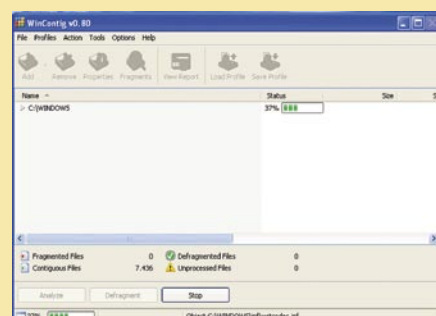 WinContig v0.80
File Profiles Action Tools Options Help
Add Remove Properties Fragments View Report Load Profile Save Profile
Name Status Size
C:\WINDOWS 37%
Fragmented Files 0 Defragmented Files 0
Contiguous Files 7.436 Unprocessed Files 0
Analyze Defragment Stop
37%